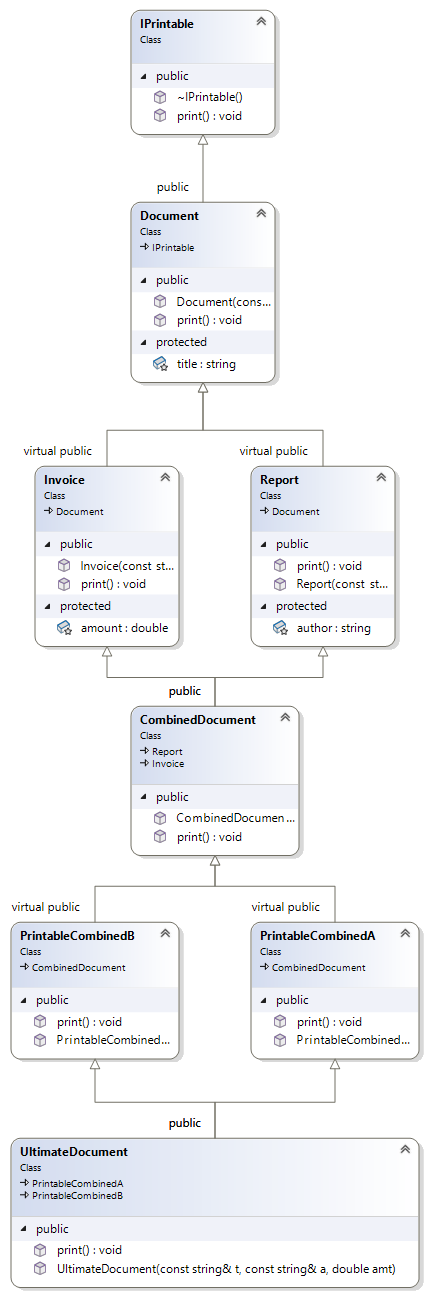 IPrintable
Class
public
~IPrintable()
print() : void
public
Document
Class
IPrintable
public
Document(cons...
print() : void
protected
title : string
virtual public
virtual public
Invoice
Class
Document
public
Invoice(const st...
print() : void
protected
amount : double
Report
Class
Document
public
print() : void
Report(const st...
protected
author : string
public
CombinedDocument
Class
Report
Invoice
public
CombinedDocumen...
print() : void
virtual public
virtual public
PrintableCombinedB
Class
CombinedDocument
public
print() : void
PrintableCombined...
PrintableCombinedA
Class
CombinedDocument
public
print() : void
PrintableCombined...
public
UltimateDocument
Class
PrintableCombinedA
PrintableCombinedB
public
print() : void
UltimateDocument(const string& t, const string& a, double amt)